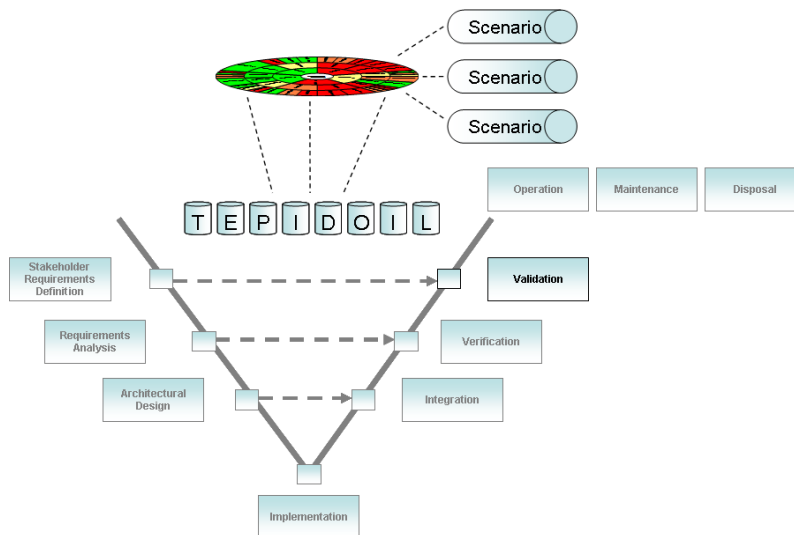 Scenario
Scenario
Scenario
Operation
Maintenance
Disposal
T E P I D O I L
Stakeholder
Requirements
Definition
Validation
Requirements
Analysis
Verification
Architectural
Design
Integration
Implementation